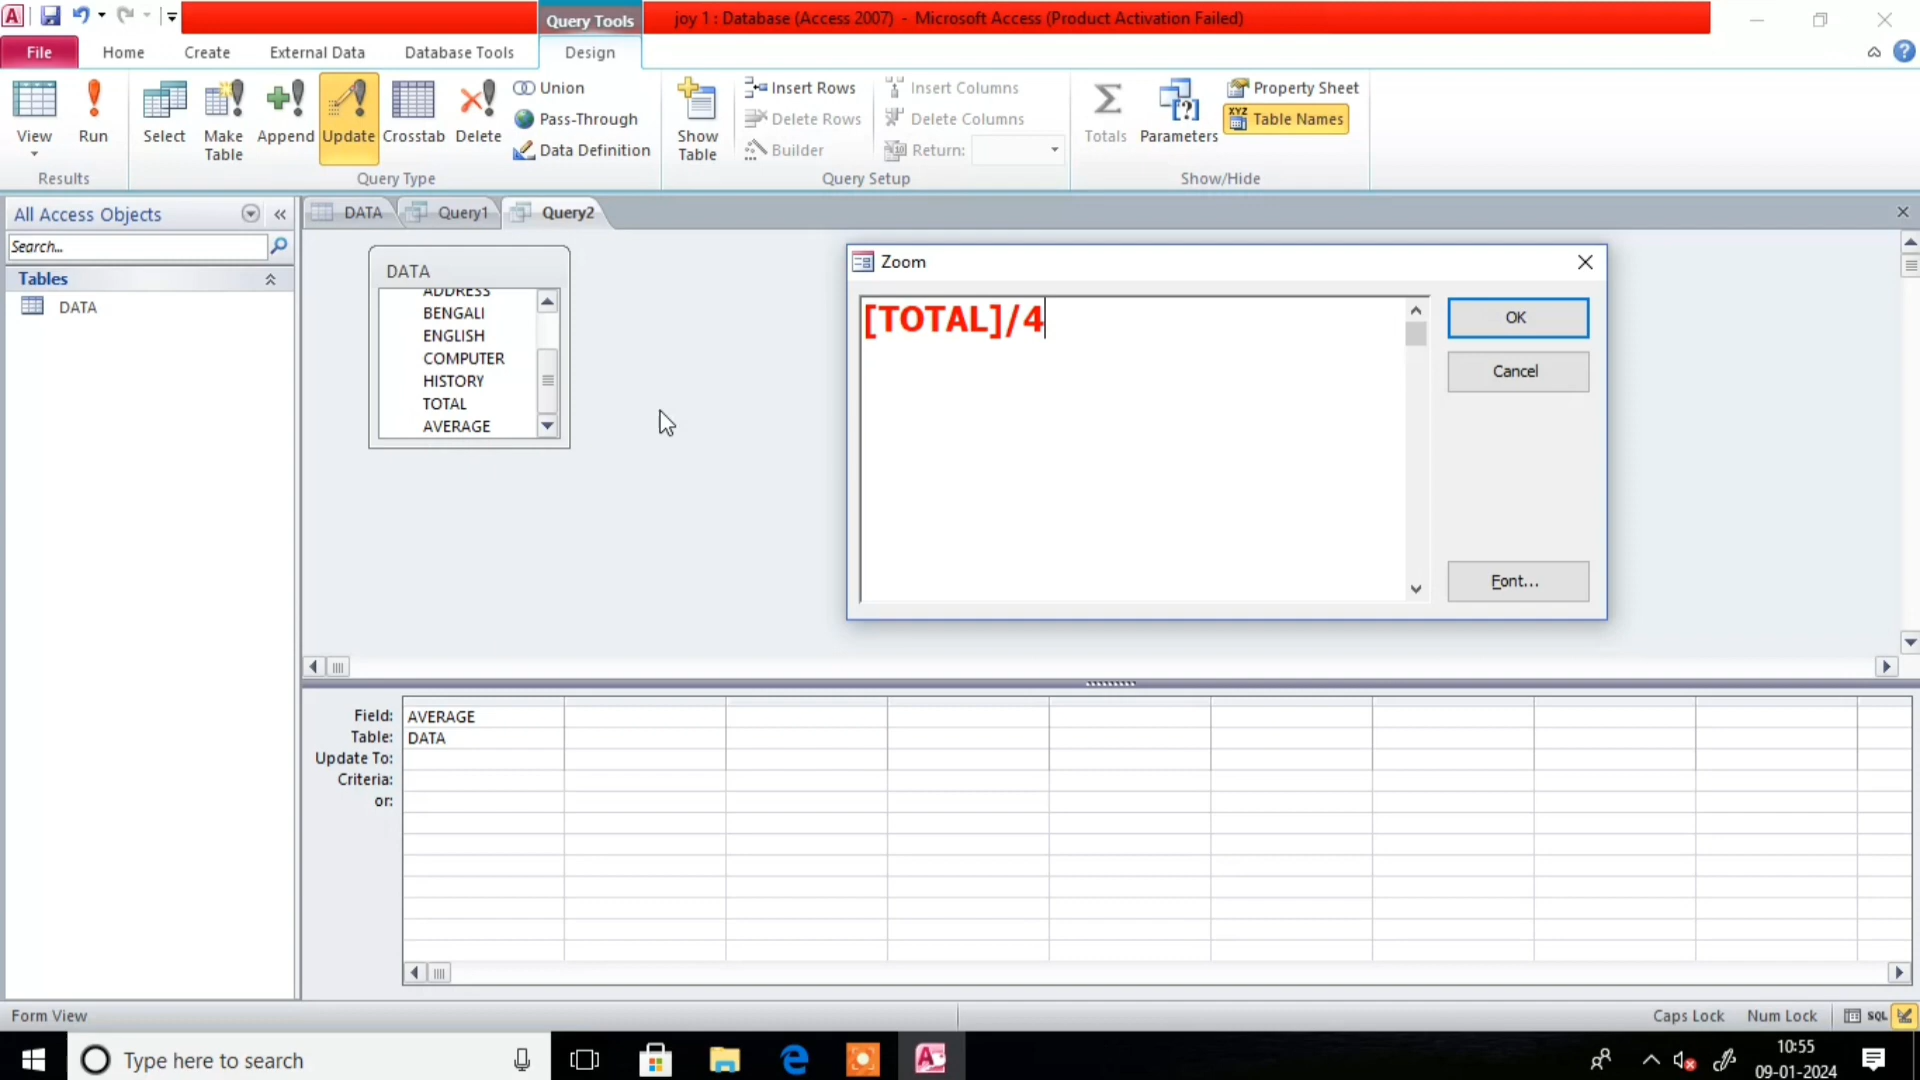 Query Tools
joy 1 : Database (Access 2007) - Microsoft Access (Product Activation Failed)
File
Home
Create
External Data
Database Tools
Design
View
Run
Results
Select
Make Table
Append
Update
Crosstab
Delete
Union
Pass-Through
Data Definition
Query Type
Show Table
Insert Rows
Delete Rows
Builder
Insert Columns
Delete Columns
Return:
Query Setup
Totals
Parameters
Property Sheet
XYZ Table Names
Show/Hide
All Access Objects
Search...
Tables
DATA
DATA
Query1
Query2
DATA
ADDRESS
BENGALI
ENGLISH
COMPUTER
HISTORY
TOTAL
AVERAGE
Zoom
[TOTAL]/4
OK
Cancel
Font...
Field: AVERAGE
Table: DATA
Update To:
Criteria:
or:
Form View
Caps Lock
Num Lock
SQL
Type here to search
10:55
09-01-2024